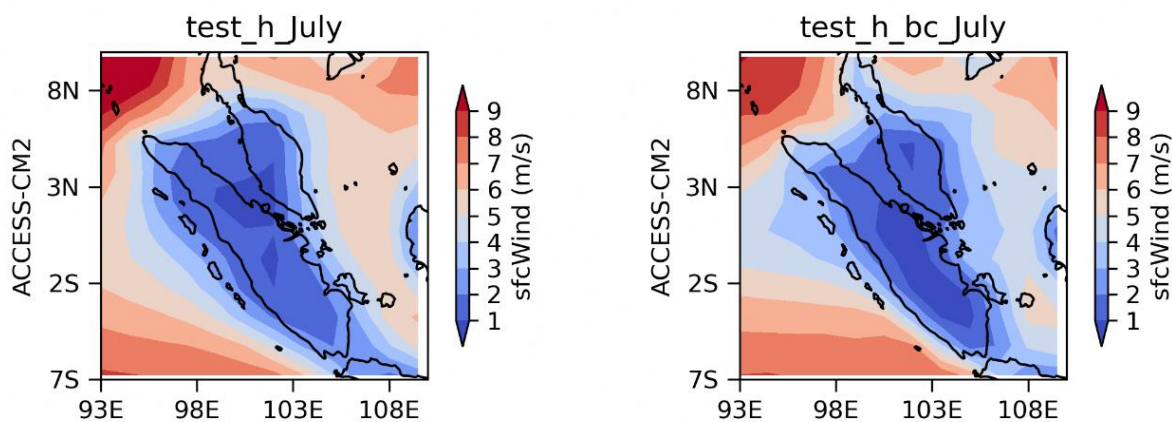 test_h_July
ACCESS-CM2
8N
3N
2S
7S
93E 98E 103E 108E
9
8
7
6
5
4
3
2
1
sfcWind (m/s)
test_h_bc_July
ACCESS-CM2
8N
3N
2S
7S
93E 98E 103E 108E
9
8
7
6
5
4
3
2
1
sfcWind (m/s)